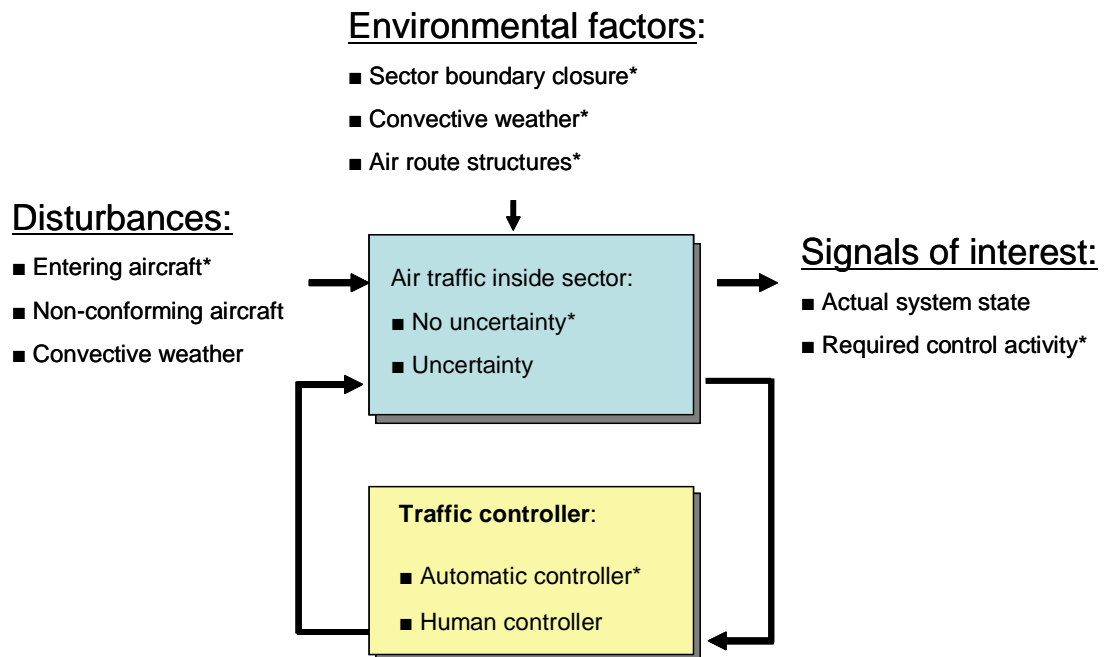 Environmental factors:
■ Sector boundary closure*
■ Convective weather*
■ Air route structures*
Disturbances:
■ Entering aircraft*
■ Non-conforming aircraft
■ Convective weather
Air traffic inside sector:
■ No uncertainty*
■ Uncertainty
Signals of interest:
■ Actual system state
■ Required control activity*
Traffic controller:
■ Automatic controller*
■ Human controller